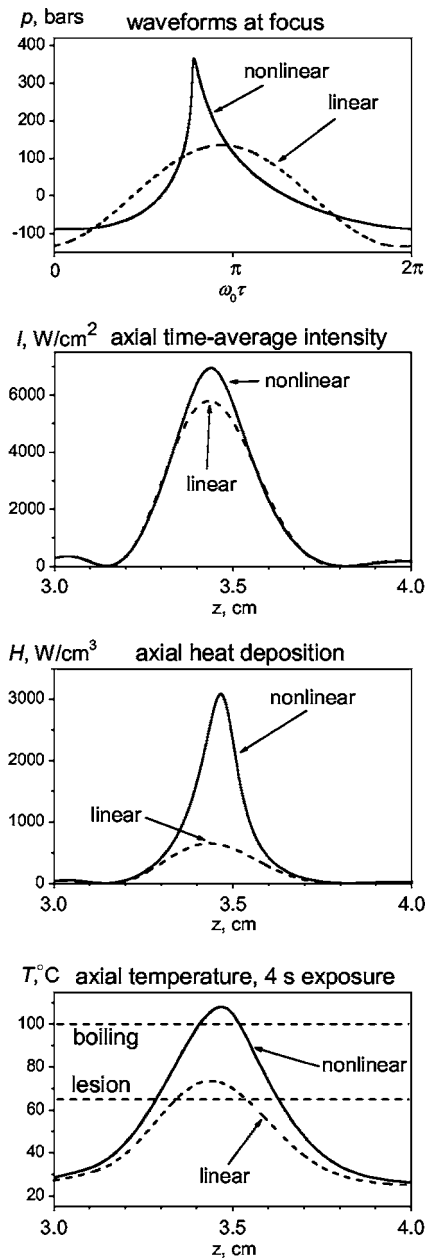 p, bars waveforms at focus
400
300
200
100
0
-100
nonlinear
linear
0 π 2π
ω₀τ
I, W/cm² axial time-average intensity
6000
4000
2000
0
nonlinear
linear
3.0 3.5 4.0
z, cm
H, W/cm³ axial heat deposition
3000
2000
1000
0
nonlinear
linear
3.0 3.5 4.0
z, cm
T,°C axial temperature, 4 s exposure
100
80
60
40
20
boiling
nonlinear
lesion
linear
3.0 3.5 4.0
z, cm